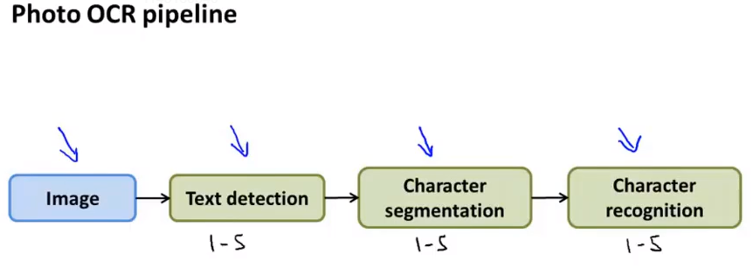 Photo OCR pipeline
Image
Text detection
Character
segmentation
Character
recognition
1-5
1-5
1-5